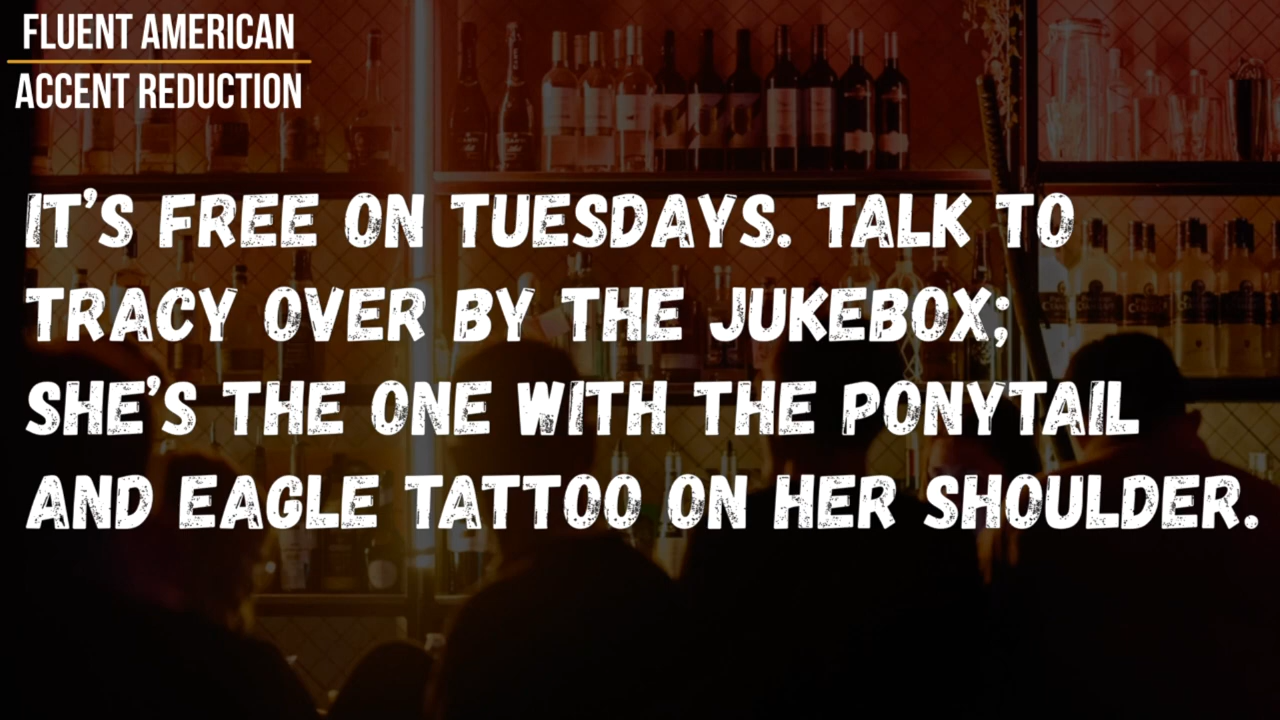 FLUENT AMERICAN
ACCENT REDUCTION
IT'S FREE ON TUESDAYS. TALK TO
TRACY OVER BY THE JUKEBOX;
SHE'S THE ONE WITH THE PONYTAIL
AND EAGLE TATTOO ON HER SHOULDER.